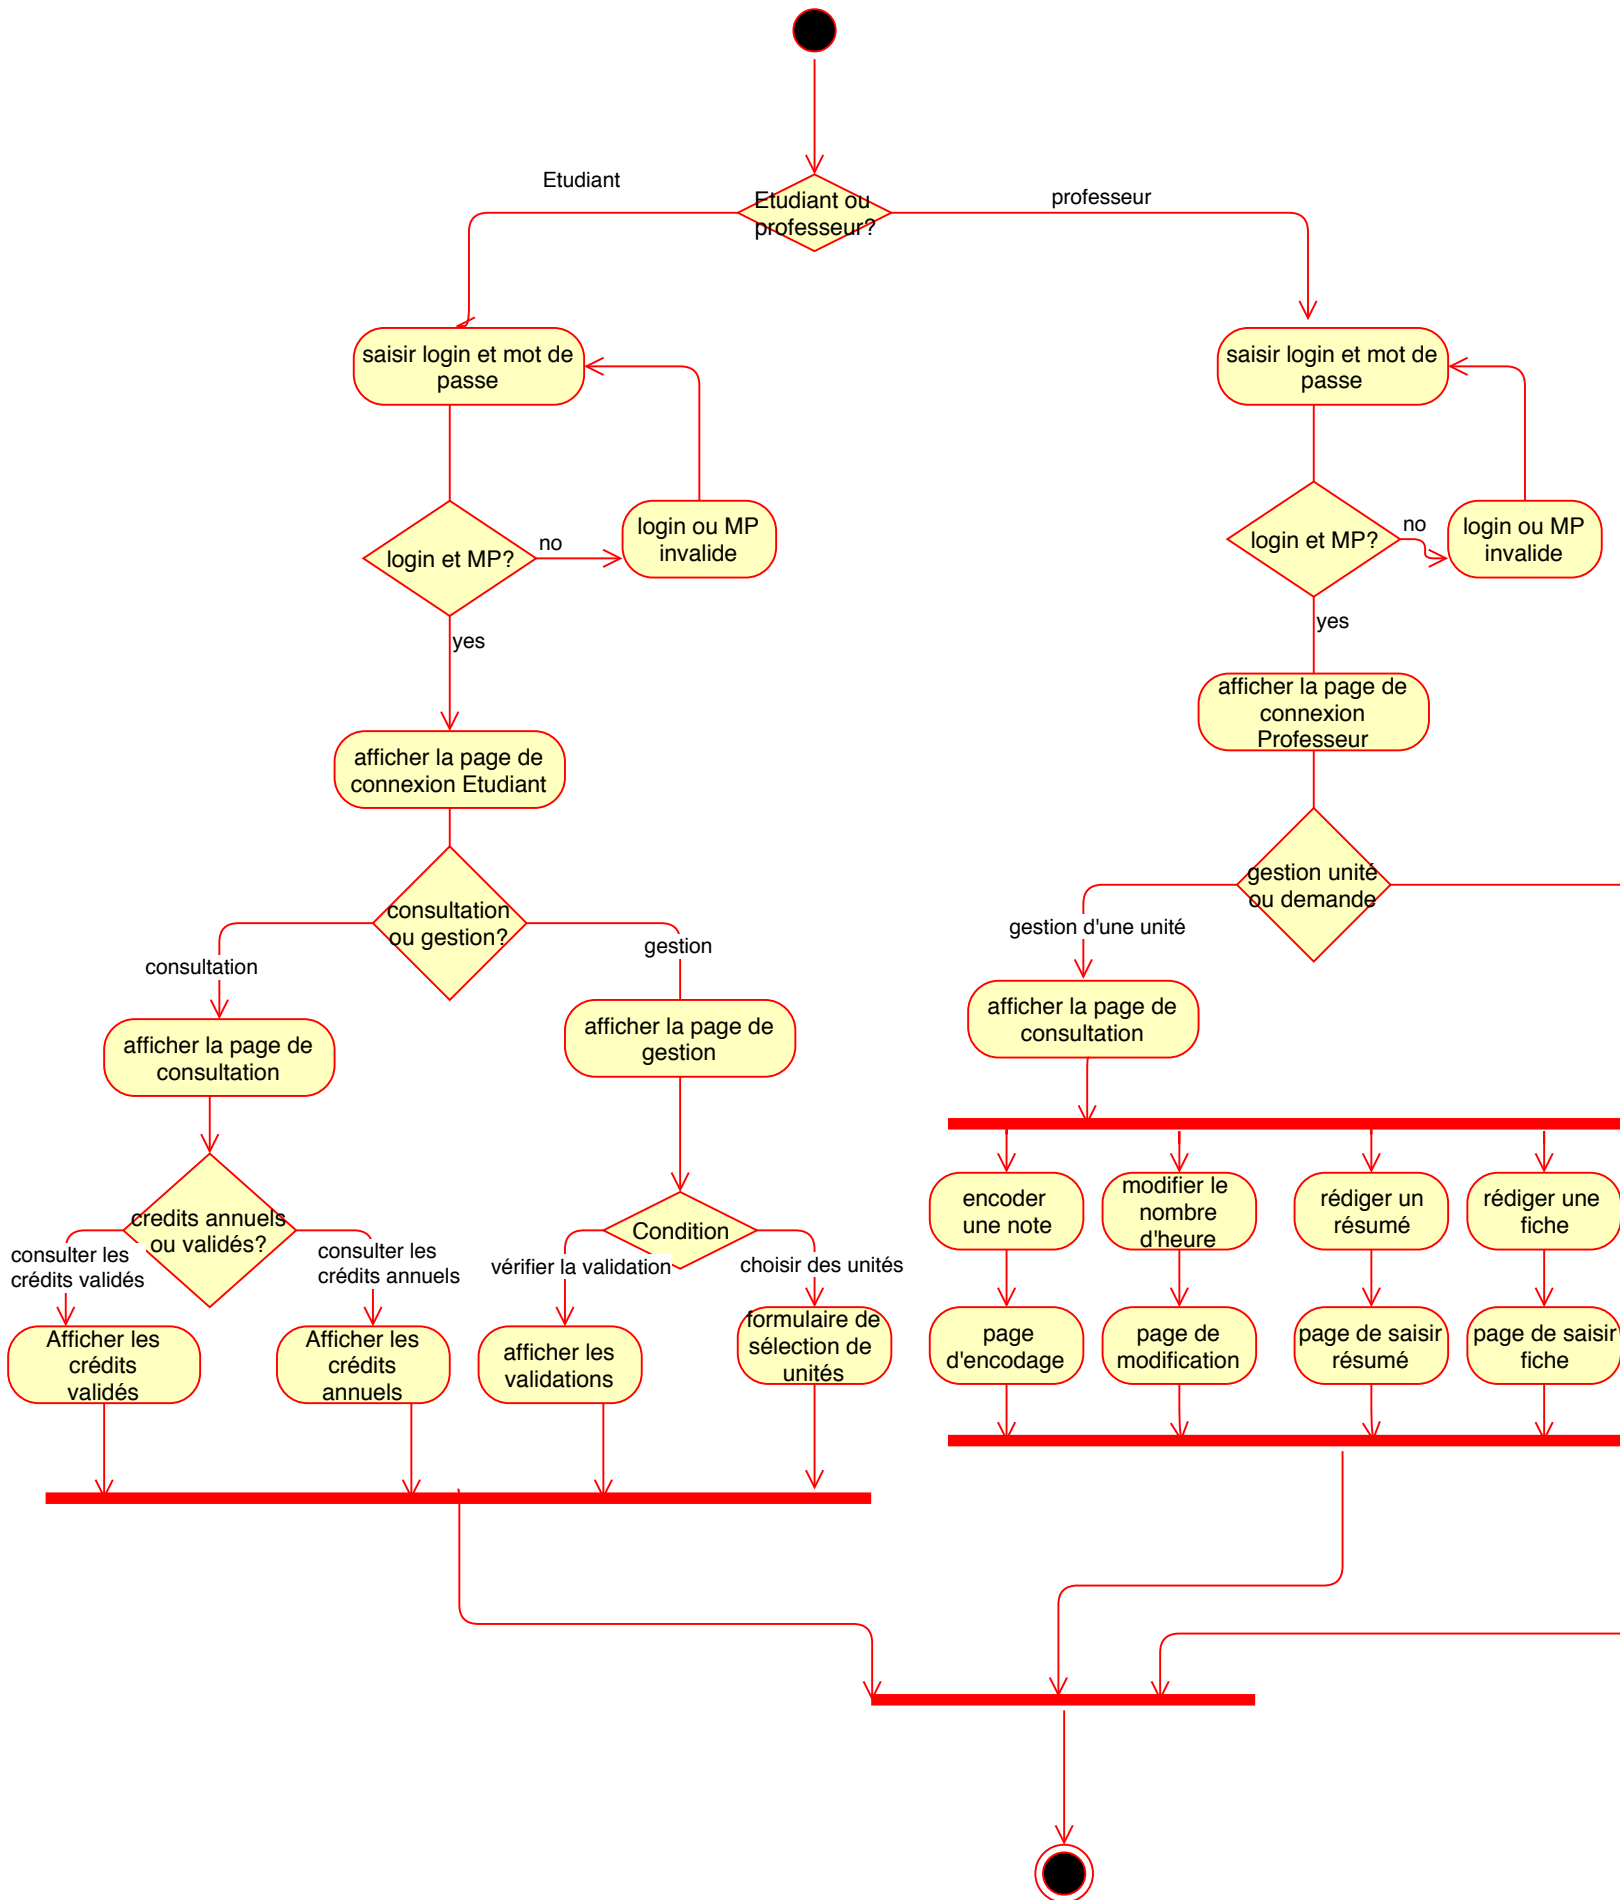 Etudiant
Etudiant ou
professeur?
professeur
saisir login et mot de
passe
saisir login et mot de
passe
login et MP?
no
login ou MP
invalide
login et MP?
no
login ou MP
invalide
yes
yes
afficher la page de
connexion Etudiant
afficher la page de
connexion
Professeur
consultation
ou gestion?
gestion unité
ou demande
consultation
gestion
gestion d'une unité
afficher la page de
consultation
afficher la page de
gestion
afficher la page de
consultation
credits annuels
ou validés?
consulter les
crédits validés
consulter les
crédits annuels
Condition
vérifier la validation
choisir des unités
encoder
une note
modifier le
nombre
d'heure
rédiger un
résumé
rédiger une
fiche
Afficher les
crédits
validés
Afficher les
crédits
annuels
afficher les
validations
formulaire de
sélection de
unités
page
d'encodage
page de
modification
page de saisir
résumé
page de saisir
fiche